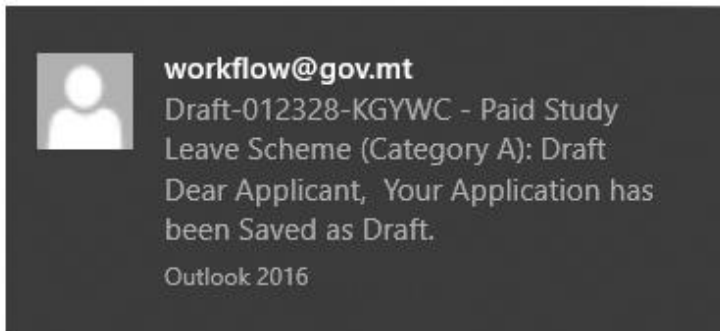 workflow@gov.mt
Draft-012328-KGYWC - Paid Study
Leave Scheme (Category A): Draft
Dear Applicant,  Your Application has
been Saved as Draft.
Outlook 2016